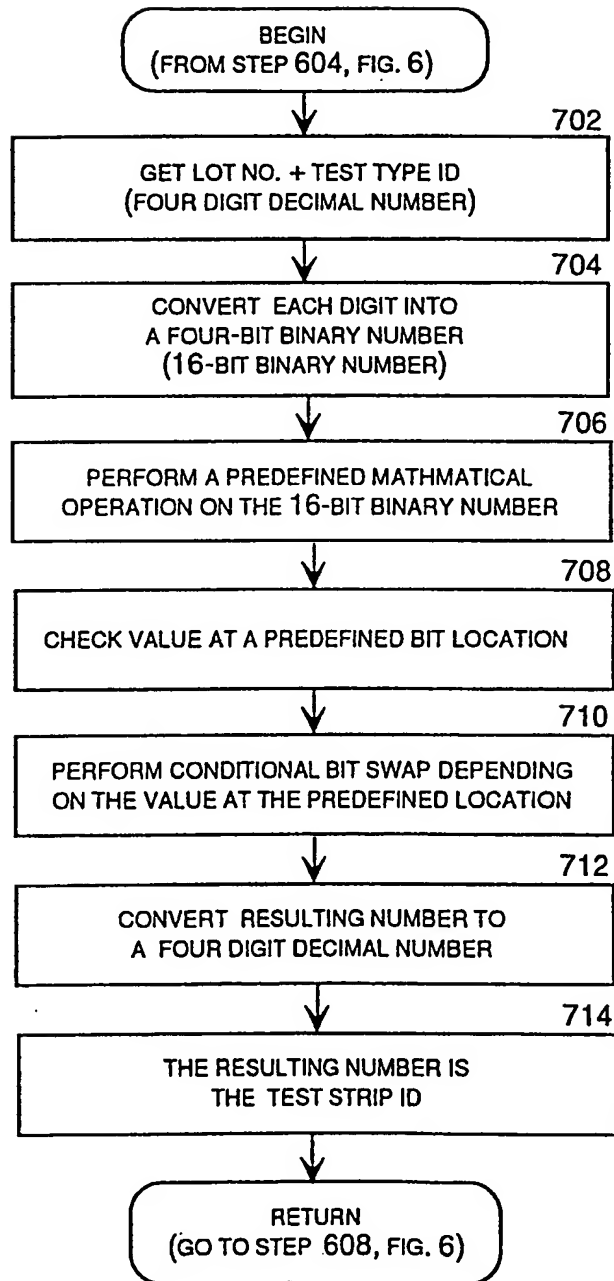 BEGIN
(FROM STEP 604, FIG. 6)
702
GET LOT NO. + TEST TYPE ID
(FOUR DIGIT DECIMAL NUMBER)
704
CONVERT EACH DIGIT INTO
A FOUR-BIT BINARY NUMBER
(16-BIT BINARY NUMBER)
706
PERFORM A PREDEFINED MATHMATICAL
OPERATION ON THE 16-BIT BINARY NUMBER
708
CHECK VALUE AT A PREDEFINED BIT LOCATION
710
PERFORM CONDITIONAL BIT SWAP DEPENDING
ON THE VALUE AT THE PREDEFINED LOCATION
712
CONVERT RESULTING NUMBER TO
A FOUR DIGIT DECIMAL NUMBER
714
THE RESULTING NUMBER IS
THE TEST STRIP ID
RETURN
(GO TO STEP 608, FIG. 6)